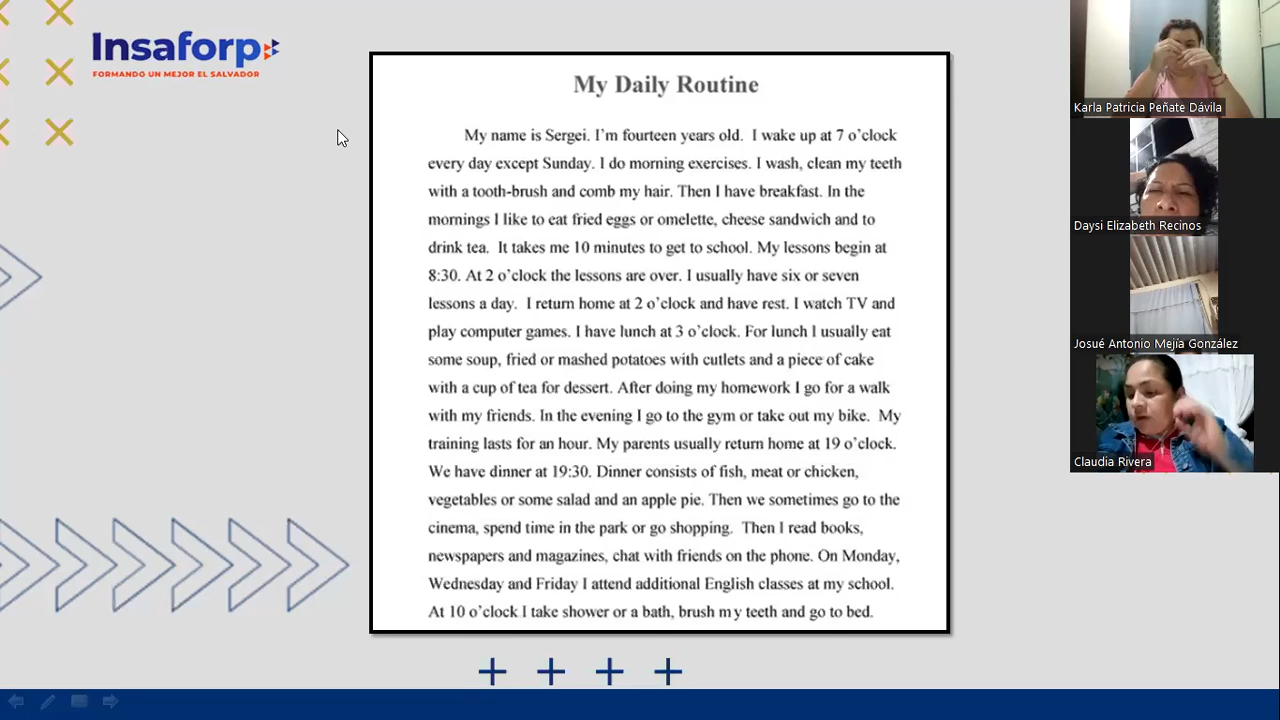 Insaforp
FORMANDO UN MEJOR EL SALVADOR
My Daily Routine
My name is Sergei. I'm fourteen years old. I wake up at 7 o'clock
every day except Sunday. I do morning exercises. I wash, clean my teeth
with a tooth-brush and comb my hair. Then I have breakfast. In the
mornings I like to eat fried eggs or omelette, cheese sandwich and to
drink tea. It takes me 10 minutes to get to school. My lessons begin at
8:30. At 2 o'clock the lessons are over. I usually have six or seven
lessons a day. I return home at 2 o'clock and have rest. I watch TV and
play computer games. I have lunch at 3 o'clock. For lunch I usually eat
some soup, fried or mashed potatoes with cutlets and a piece of cake
with a cup of tea for dessert. After doing my homework I go for a walk
with my friends. In the evening I go to the gym or take out my bike. My
training lasts for an hour. My parents usually return home at 19 o'clock.
We have dinner at 19:30. Dinner consists of fish, meat or chicken,
vegetables or some salad and an apple pie. Then we sometimes go to the
cinema, spend time in the park or go shopping. Then I read books,
newspapers and magazines, chat with friends on the phone. On Monday,
Wednesday and Friday I attend additional English classes at my school.
At 10 o'clock I take shower or a bath, brush my teeth and go to bed.
Karla Patricia Peñate Dávila
Daysi Elizabeth Recinos
Josué Antonio Mejía González
Claudia Rivera